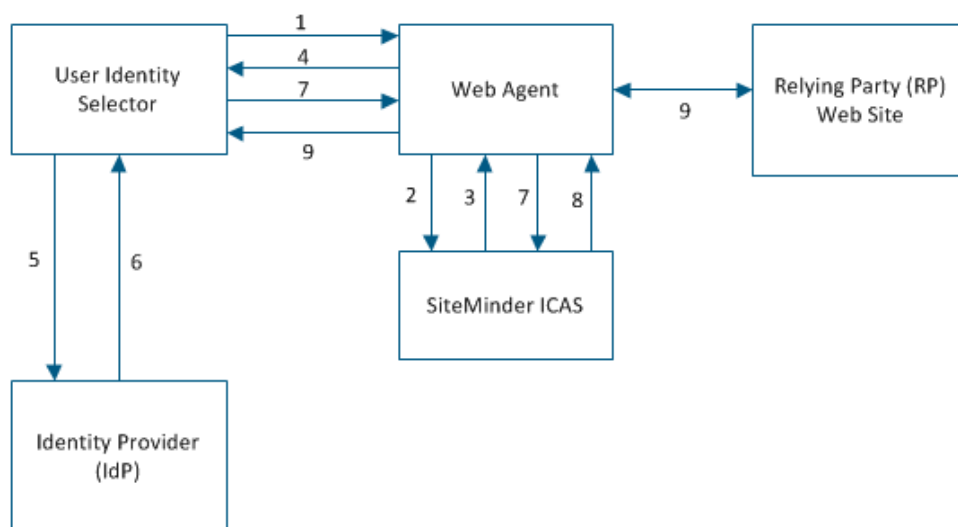 1
User Identity
Selector
4
7
9
Web Agent
9
Relying Party (RP)
Web Site
2
3
7
8
5
6
SiteMinder ICAS
Identity Provider
(IdP)